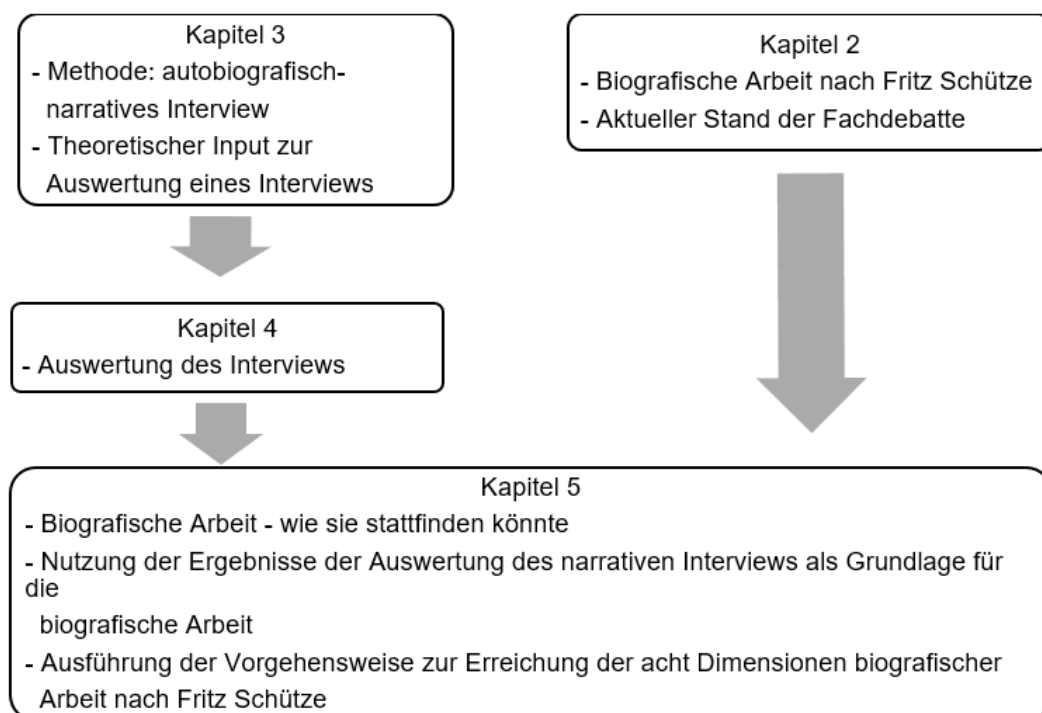 Kapitel 3
- Methode: autobiografisch-
narratives Interview
- Theoretischer Input zur
Auswertung eines Interviews
Kapitel 2
- Biografische Arbeit nach Fritz Schütze
- Aktueller Stand der Fachdebatte
Kapitel 4
- Auswertung des Interviews
Kapitel 5
- Biografische Arbeit - wie sie stattfinden könnte
- Nutzung der Ergebnisse der Auswertung des narrativen Interviews als Grundlage für
die
biografische Arbeit
- Ausführung der Vorgehensweise zur Erreichung der acht Dimensionen biografischer
Arbeit nach Fritz Schütze